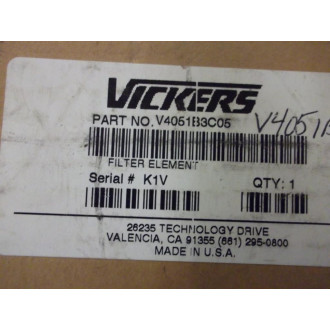 VICKERS
PART NO. V4051B3C05
V4051B
FILTER ELEMENT
Serial # K1V QTY: 1
26235 TECHNOLOGY DRIVE
VALENCIA, CA 91355 (661) 295-0800
MADE IN U.S.A.